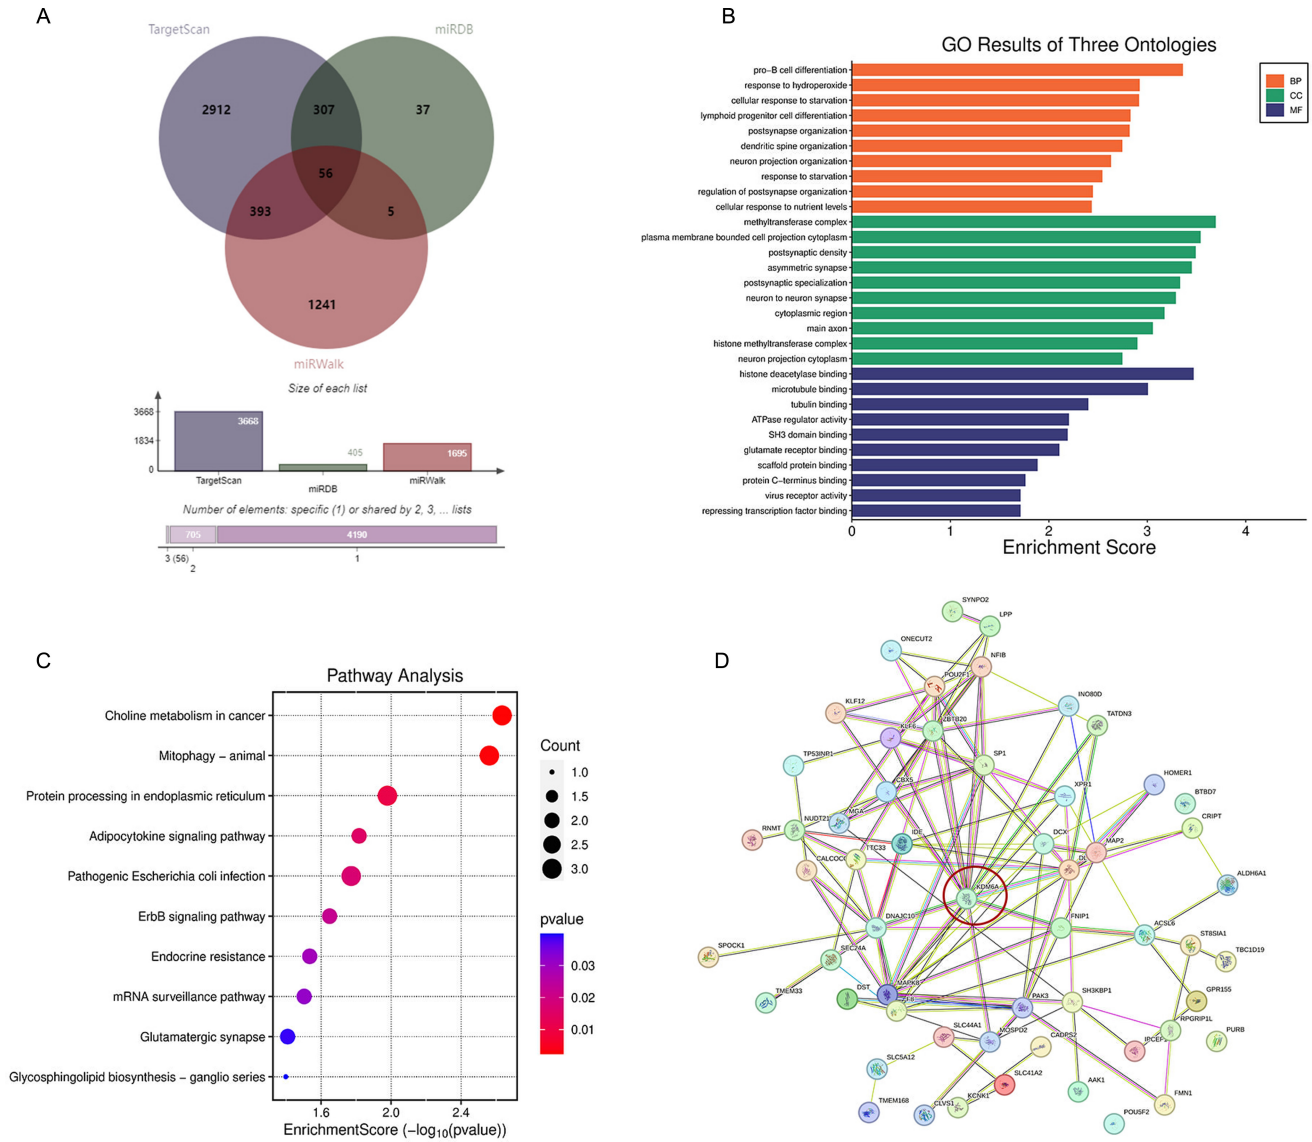 A
TargetScan
miRDB
2912
307
37
56
393
5
1241
miRWalk
Size of each list
3668
1834
0
3668
405
1695
TargetScan
miRDB
miRWalk
Number of elements: specific (1) or shared by 2, 3, ... lists
705
4190
3 (56)
2
1
B
GO Results of Three Ontologies
pro−B cell differentiation
response to hydroperoxide
cellular response to starvation
lymphoid progenitor cell differentiation
postsynapse organization
dendritic spine organization
neuron projection organization
response to starvation
regulation of postsynapse organization
cellular response to nutrient levels
methyltransferase complex
plasma membrane bounded cell projection cytoplasm
postsynaptic density
asymmetric synapse
postsynaptic specialization
neuron to neuron synapse
cytoplasmic region
main axon
histone methyltransferase complex
neuron projection cytoplasm
histone deacetylase binding
microtubule binding
tubulin binding
ATPase regulator activity
SH3 domain binding
glutamate receptor binding
scaffold protein binding
protein C−terminus binding
virus receptor activity
repressing transcription factor binding
0 1 2 3 4
Enrichment Score
BP
CC
MF
C
Pathway Analysis
Choline metabolism in cancer
Mitophagy − animal
Protein processing in endoplasmic reticulum
Adipocytokine signaling pathway
Pathogenic Escherichia coli infection
ErbB signaling pathway
Endocrine resistance
mRNA surveillance pathway
Glutamatergic synapse
Glycosphingolipid biosynthesis − ganglio series
1.6 2.0 2.4
EnrichmentScore (−log10(pvalue))
Count
1.0
1.5
2.0
2.5
3.0
pvalue
0.03
0.02
0.01
D
SYNPO2
LPP
ONECUT2
NFIB
POU2F1
KLF12
INO80D
TATDN3
ZBTB20
KLF6
SP1
TP53INP1
CBX5
XPR1
HOMER1
BTBD7
MGA
NUDT21
RNMT
IDE
DCX
CRIPT
MAP2
TTC33
CALCOCO
DL
ALDH6A1
KDM6A
DNAJC10
FNIP1
ACSL6
ST8SIA1
TBC1D19
SPOCK1
SEC24A
TMEM33
DST
MAPK8
PAK3
SH3KBP1
GPR155
RPGRIP1L
PURB
SLC44A1
MOSPD2
CADPS2
IPCEF1
SLC5A12
SLC41A2
AAK1
TMEM168
CLVS1
KCNK1
FMN1
POU5F2